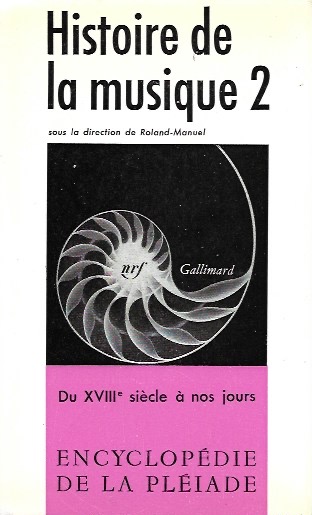 Histoire de
la musique 2
sous la direction de Roland-Manuel
nrf
Gallimard
Du XVIIIe siècle à nos jours
ENCYCLOPÉDIE
DE LA PLÉIADE